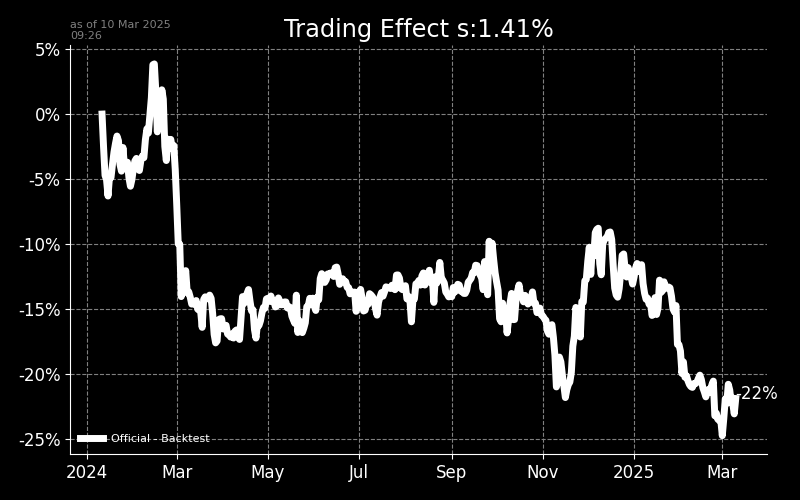 as of 10 Mar 2025
09:26
Trading Effect s:1.41%
5%
0%
-5%
-10%
-15%
-20%
-25%
-22%
Official - Backtest
2024 Mar May Jul Sep Nov 2025 Mar